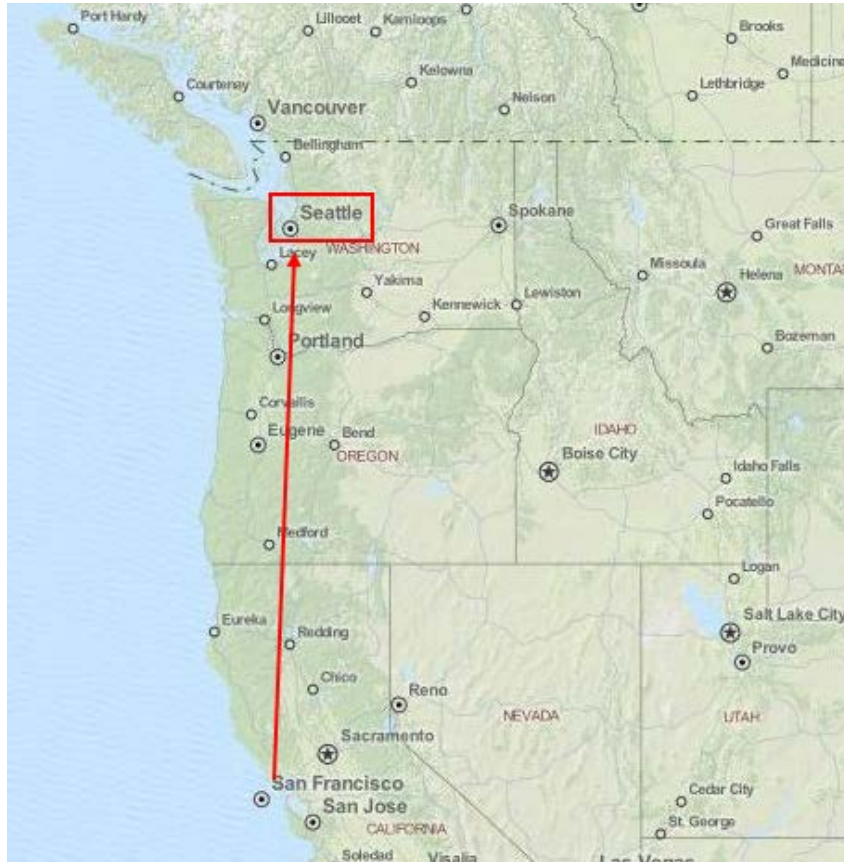 Port Hardy
Lillooet
Kamloops
Brooks
Medicine
Courtenay
Kelowna
Lethbridge
Nelson
Vancouver
Bellingham
Seattle
Spokane
Great Falls
Lacey
WASHINGTON
Missoula
Helena
MONTA
Yakima
Lewiston
Kennewick
Longview
Portland
Bozeman
Corvallis
Eugene
Bend
IDAHO
OREGON
Boise City
Idaho Falls
Pocatello
Medford
Logan
Eureka
Redding
Salt Lake City
Provo
Chico
Reno
NEVADA
UTAH
Sacramento
San Francisco
Cedar City
San Jose
CALIFORNIA
St. George
Soledad
Visalia
Las Vegas